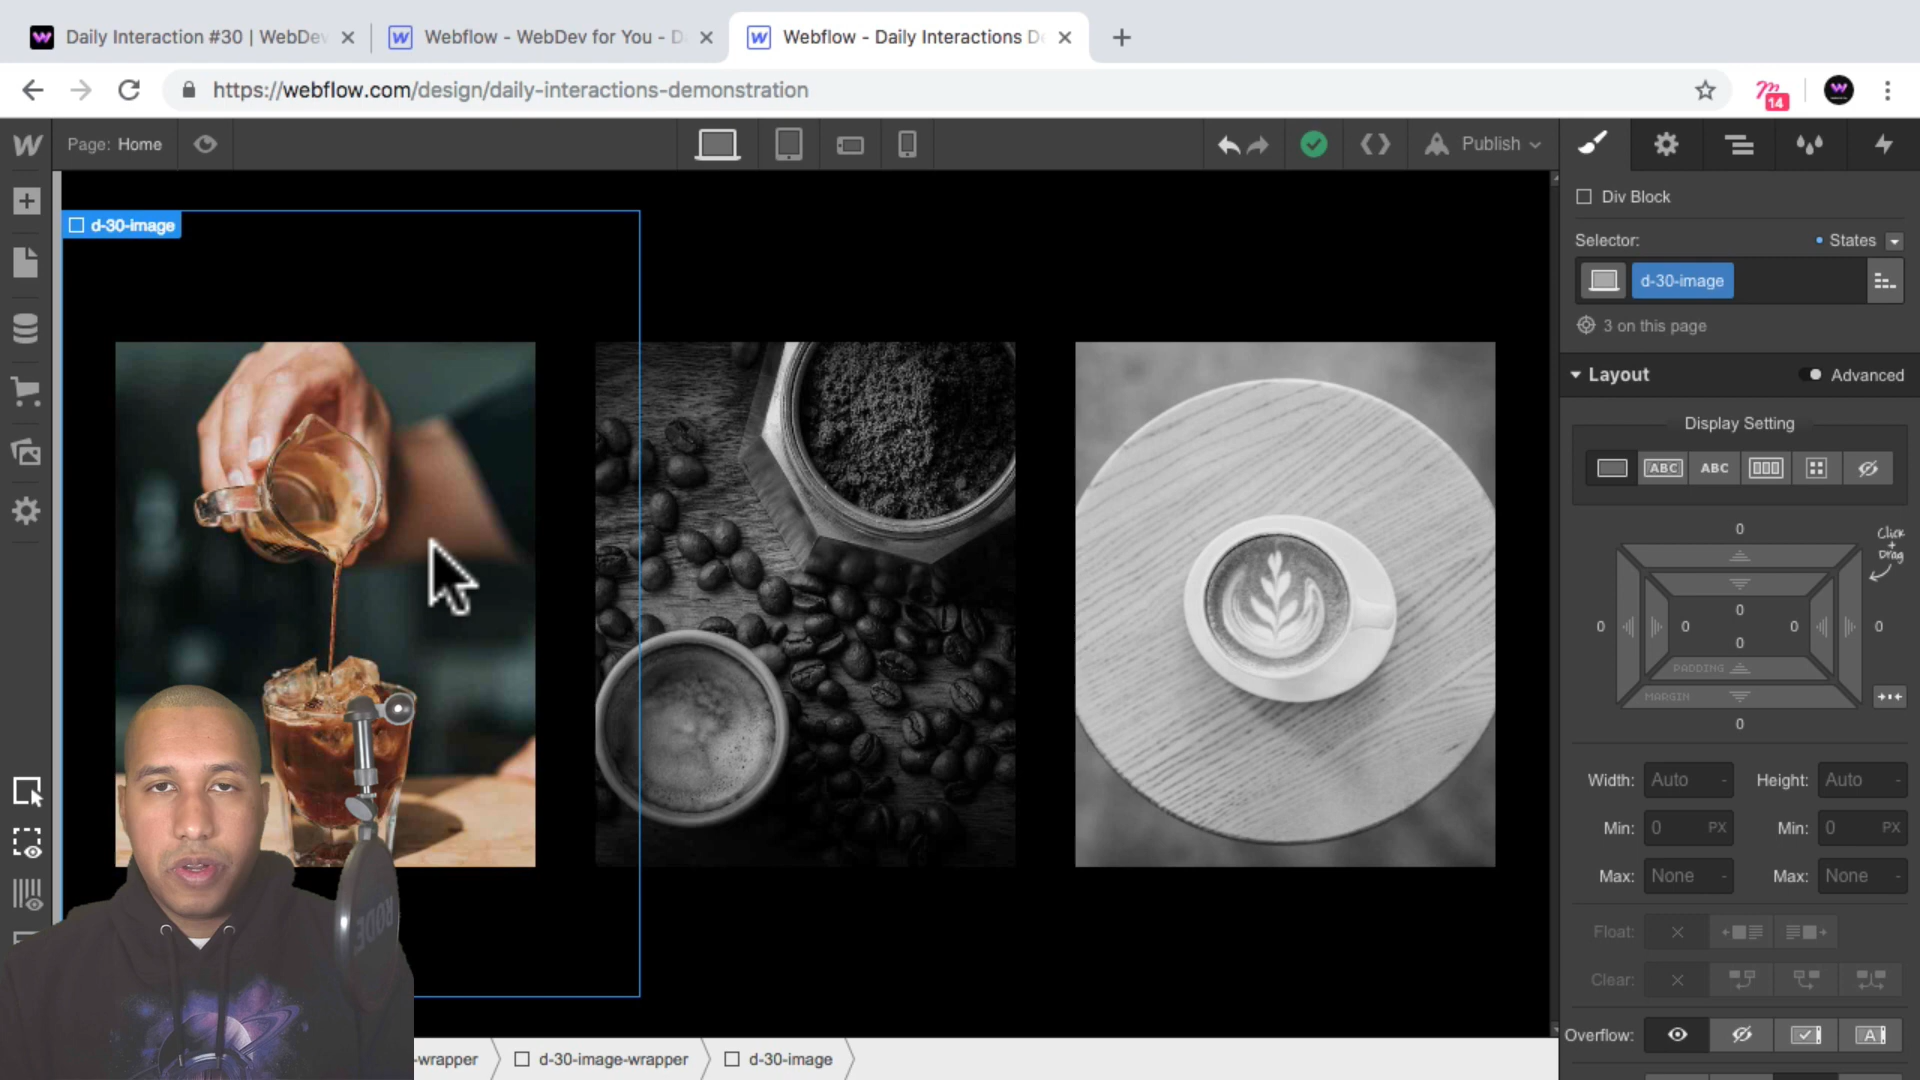 Daily Interaction #30 | WebDev
Webflow - WebDev for You - D
Webflow - Daily Interactions De
https://webflow.com/design/daily-interactions-demonstration
14
Page: Home
Publish
d-30-image
Div Block
Selector:
States
d-30-image
3 on this page
Layout
Advanced
Display Setting
ABC
ABC
0
Click
+
Drag
0
0
0
0
0
0
PADDING
MARGIN
0
Width: Auto -
Height: Auto -
Min: 0 PX
Min: 0 PX
Max: None -
Max: None -
Float:
Clear:
Overflow:
A
RODE
-wrapper
d-30-image-wrapper
d-30-image